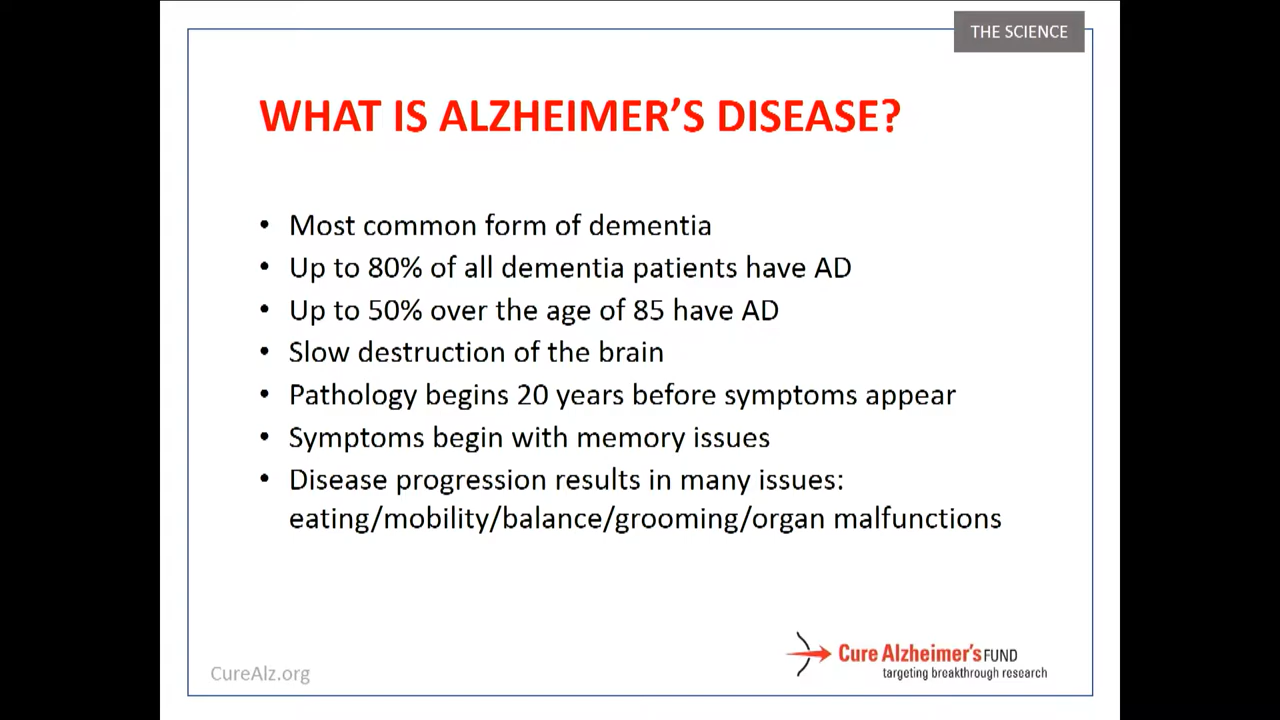 THE SCIENCE
WHAT IS ALZHEIMER’S DISEASE?
• Most common form of dementia
• Up to 80% of all dementia patients have AD
• Up to 50% over the age of 85 have AD
• Slow destruction of the brain
• Pathology begins 20 years before symptoms appear
• Symptoms begin with memory issues
• Disease progression results in many issues:
eating/mobility/balance/grooming/organ malfunctions
Cure Alzheimer’s FUND
targeting breakthrough research
CureAlz.org